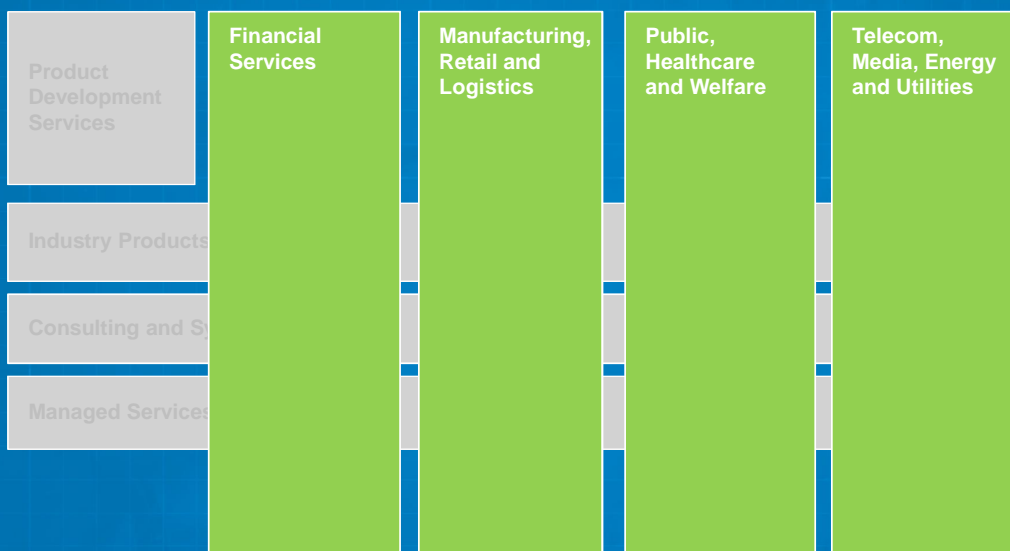 Financial
Services
Manufacturing,
Retail and
Logistics
Public,
Healthcare
and Welfare
Telecom,
Media, Energy
and Utilities
Product
Development
Services
Industry Products
Consulting and
Managed Services